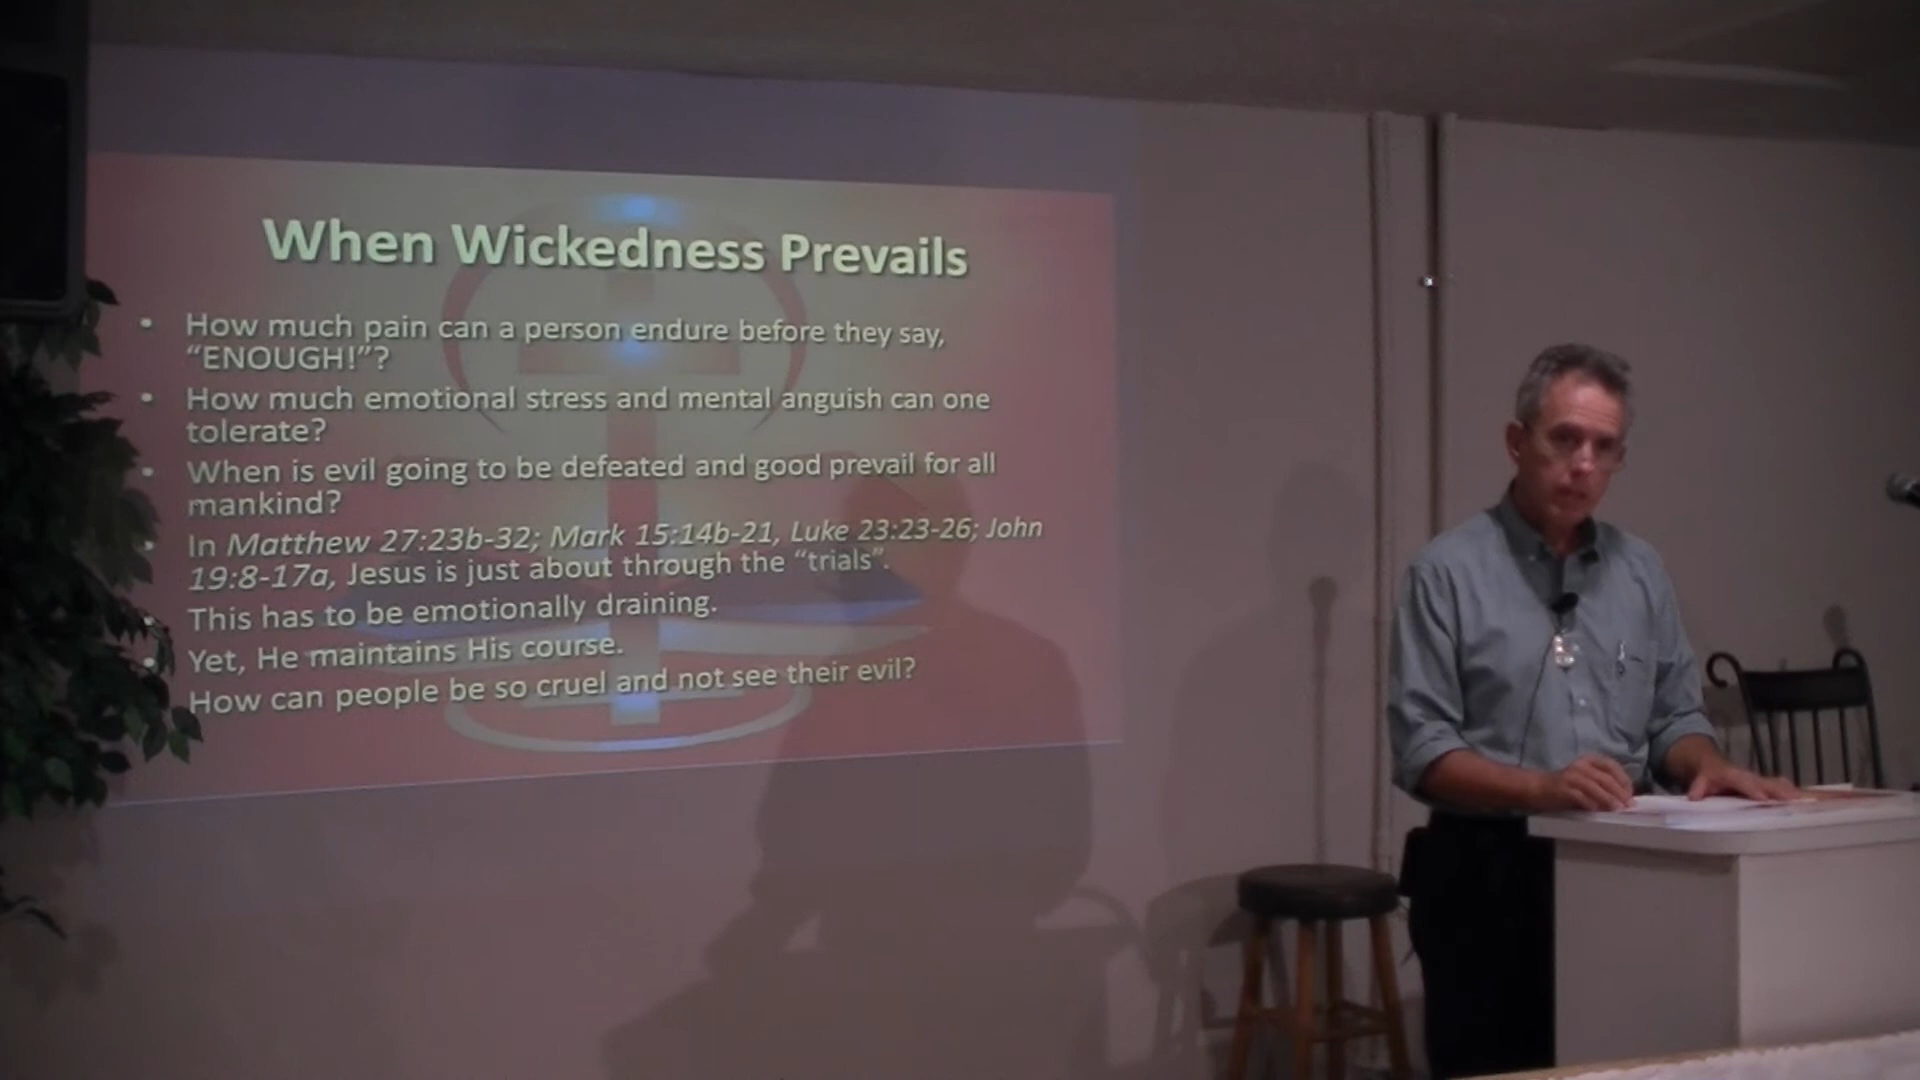 When Wickedness Prevails
• How much pain can a person endure before they say,
“ENOUGH!”?
• How much emotional stress and mental anguish can one
tolerate?
• When is evil going to be defeated and good prevail for all
mankind?
• In Matthew 27:23b-32; Mark 15:14b-21, Luke 23:23-26; John
19:8-17a, Jesus is just about through the “trials”.
• This has to be emotionally draining.
• Yet, He maintains His course.
How can people be so cruel and not see their evil?